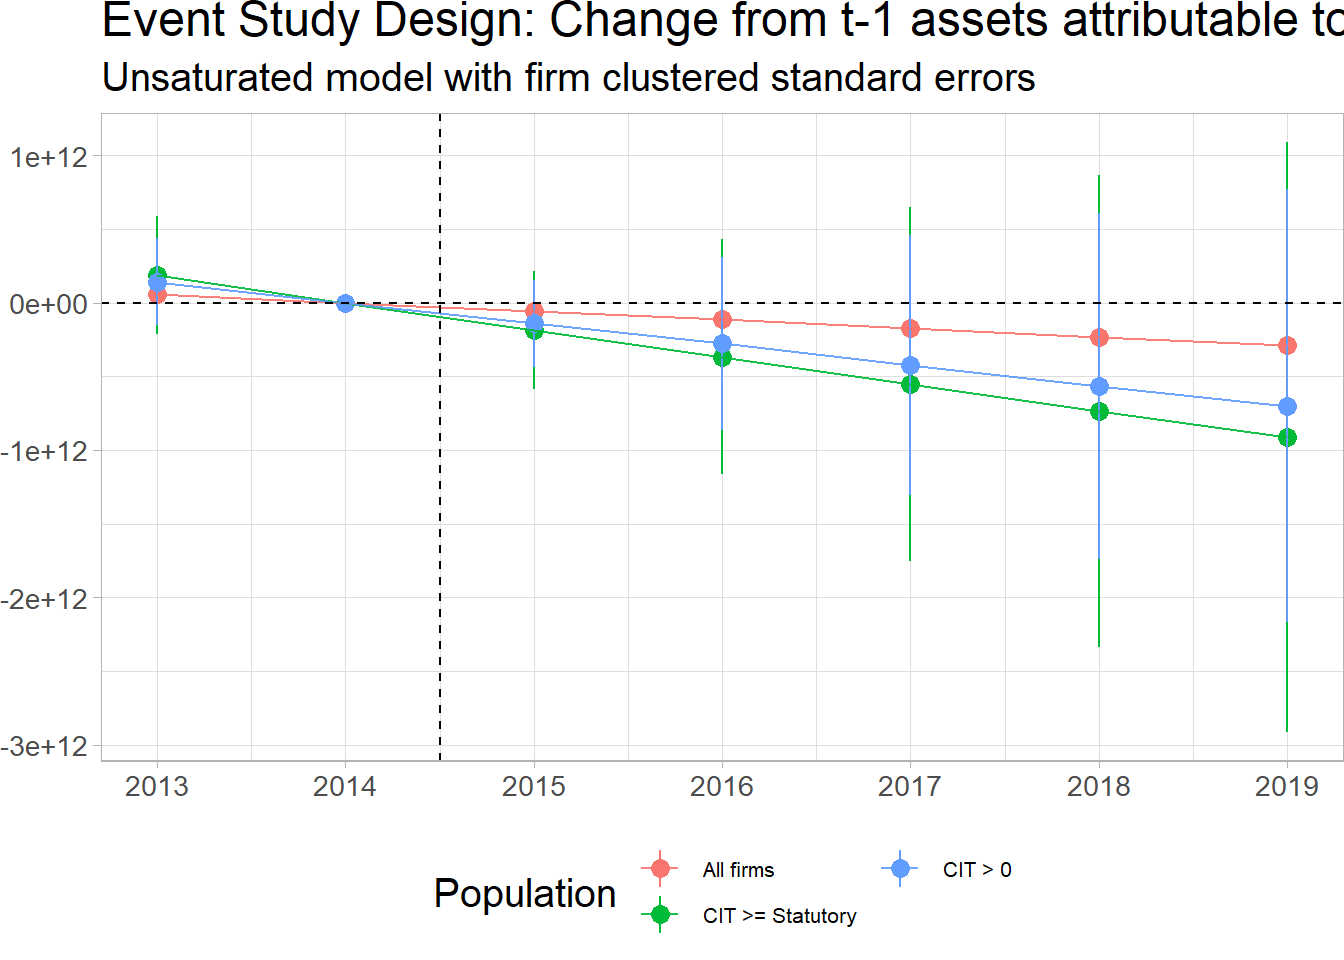 Event Study Design: Change from t-1 assets attributable to
Unsaturated model with firm clustered standard errors
1e+12
0e+00
-1e+12
-2e+12
-3e+12
2013 2014 2015 2016 2017 2018 2019
Population
All firms
CIT >= Statutory
CIT > 0